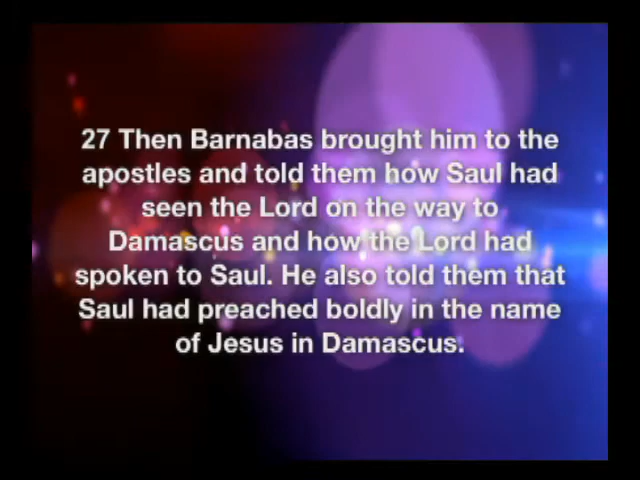 27 Then Barnabas brought him to the
apostles and told them how Saul had
seen the Lord on the way to
Damascus and how the Lord had
spoken to Saul. He also told them that
Saul had preached boldly in the name
of Jesus in Damascus.